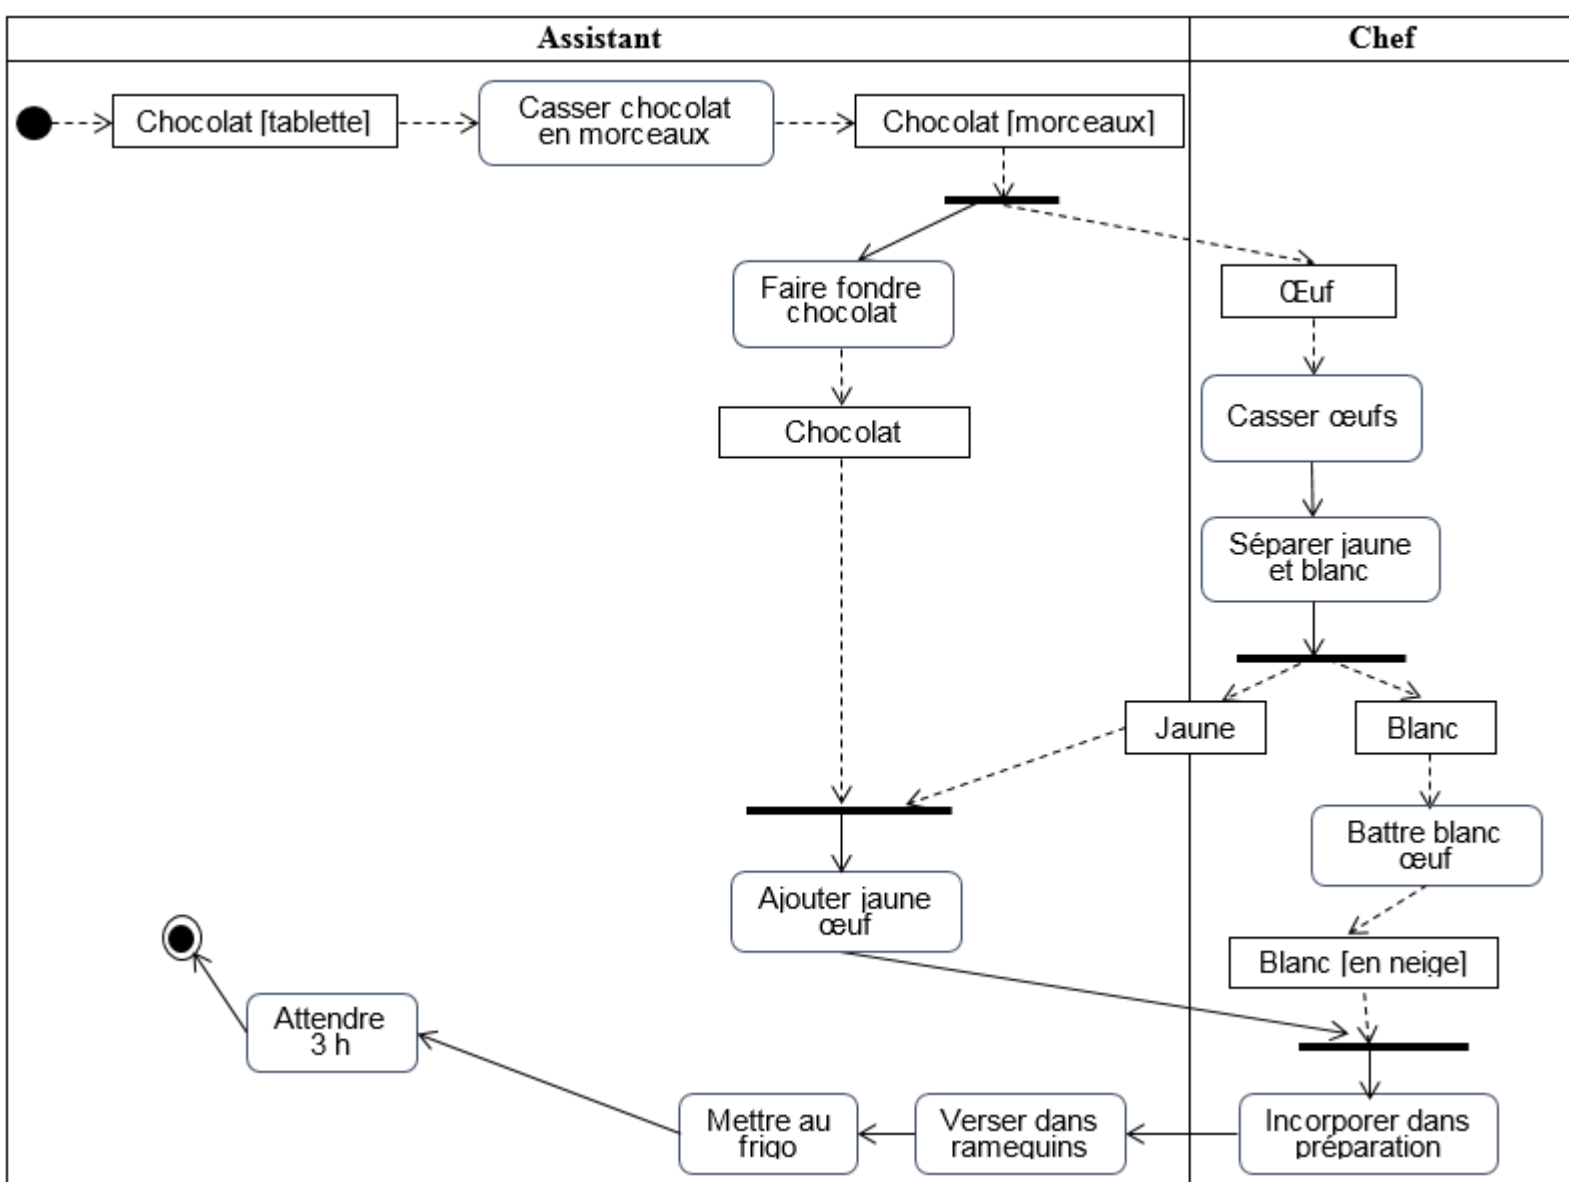 Assistant
Chef
Chocolat [tablette]
Casser chocolat
en morceaux
Chocolat [morceaux]
Faire fondre
chocolat
Œuf
Chocolat
Casser œufs
Séparer jaune
et blanc
Jaune
Blanc
Battre blanc
œuf
Ajouter jaune
œuf
Blanc [en neige]
Attendre
3 h
Mettre au
frigo
Verser dans
ramequins
Incorporer dans
préparation